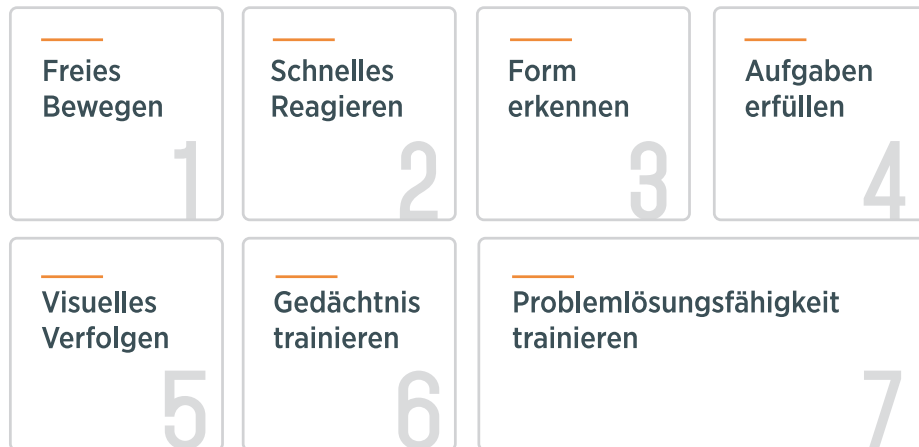 Freies
Bewegen
1
Schnelles
Reagieren
2
Form
erkennen
3
Aufgaben
erfüllen
4
Visuelles
Verfolgen
5
Gedächtnis
trainieren
6
Problemlösungsfähigkeit
trainieren
7